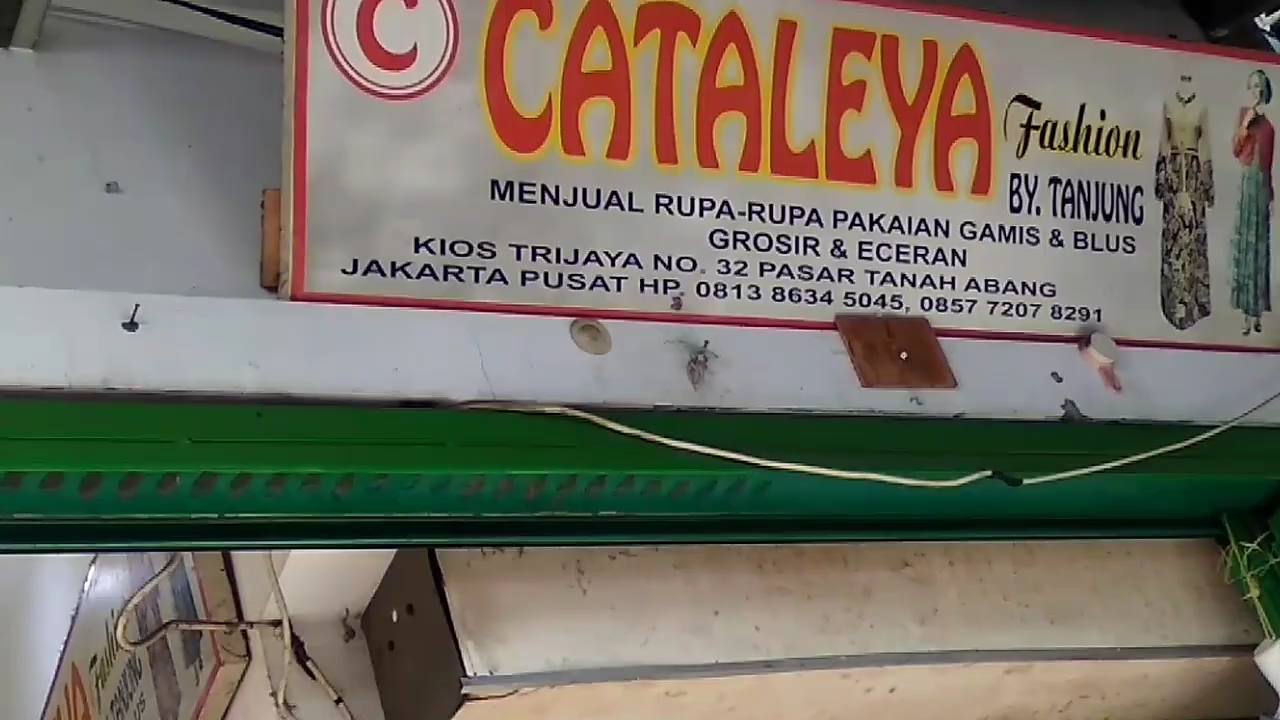 C
CATALEYA
Fashion
BY. TANJUNG
MENJUAL RUPA-RUPA PAKAIAN GAMIS & BLUS
GROSIR & ECERAN
KIOS TRIJAYA NO. 32 PASAR TANAH ABANG
JAKARTA PUSAT HP. 0813 8634 5045, 0857 7207 8291
TANJUNG